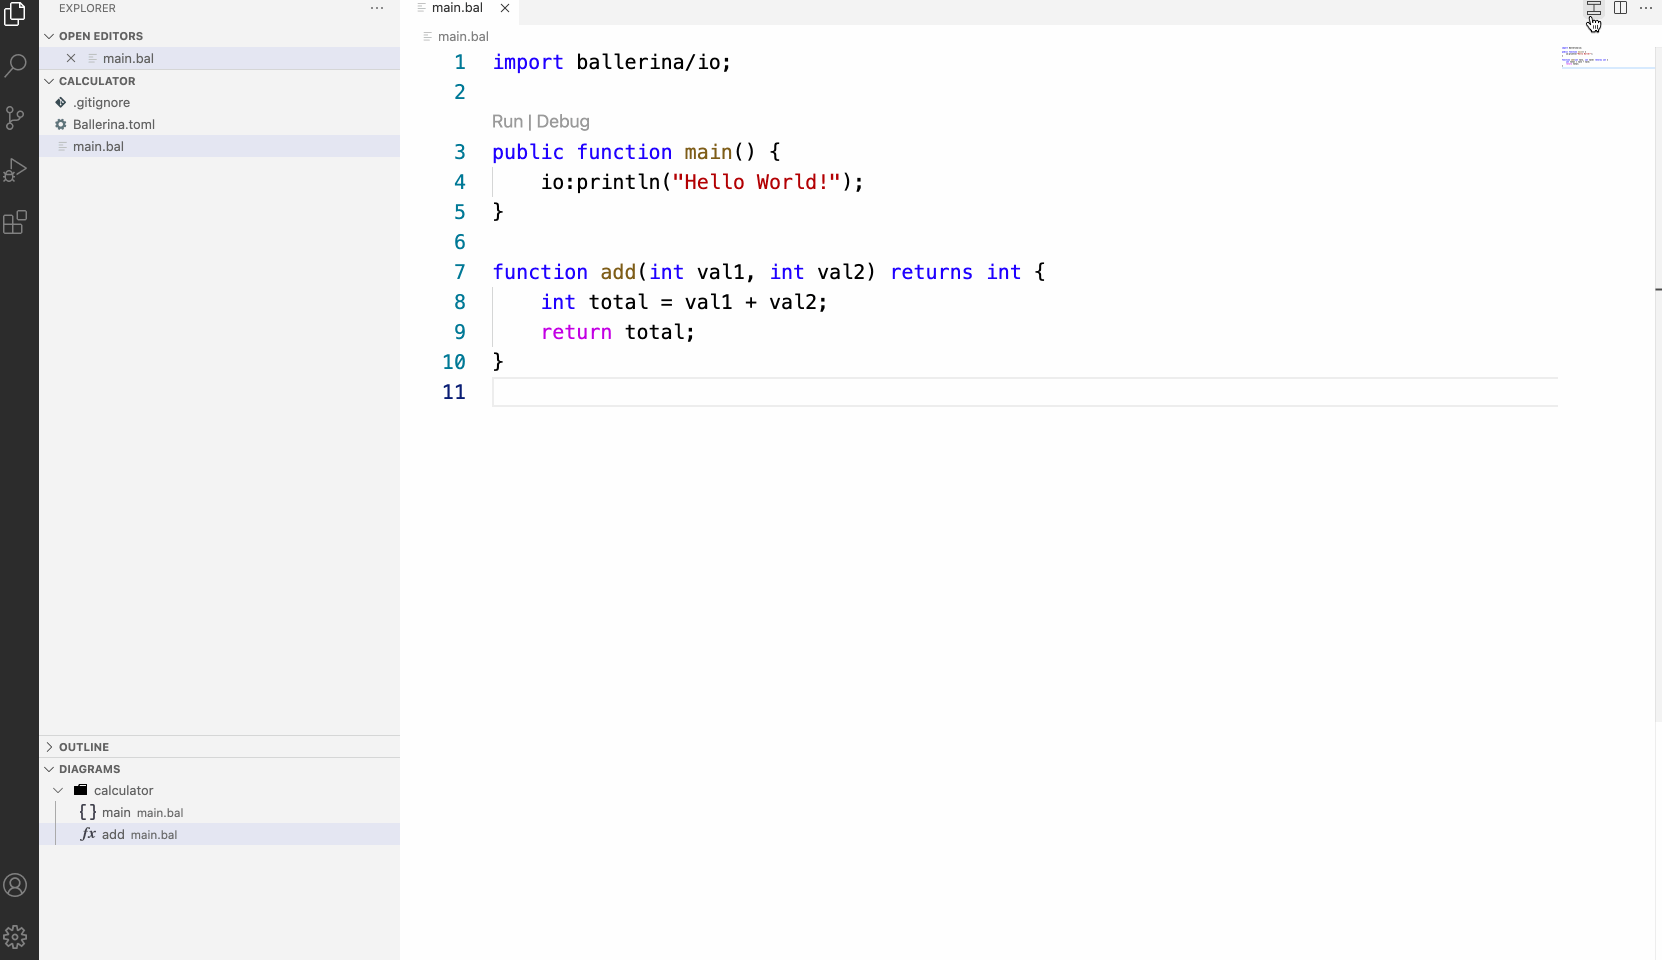 EXPLORER
OPEN EDITORS
main.bal
CALCULATOR
.gitignore
Ballerina.toml
main.bal
OUTLINE
DIAGRAMS
calculator
main main.bal
fx add main.bal
main.bal
main.bal
1 import ballerina/io;
2
Run | Debug
3 public function main() {
4     io:println("Hello World!");
5 }
6
7 function add(int val1, int val2) returns int {
8     int total = val1 + val2;
9     return total;
10 }
11